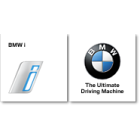 BMW i
i
BMW
The Ultimate
Driving Machine